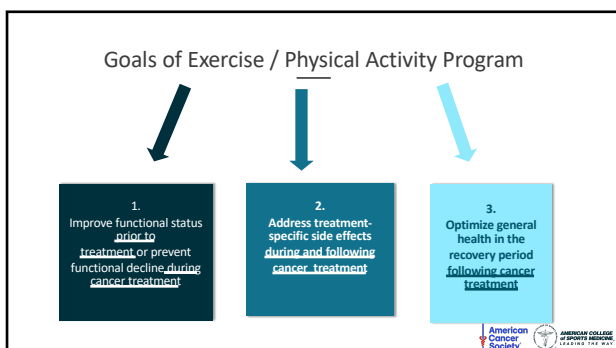 Goals of Exercise / Physical Activity Program
1.
Improve functional status
prior to
treatment or prevent
functional decline during
cancer treatment
2.
Address treatment-
specific side effects
during and following
cancer treatment
3.
Optimize general
health in the
recovery period
following cancer
treatment
American
Cancer
Society
AMERICAN COLLEGE
of SPORTS MEDICINE
LEADING THE WAY